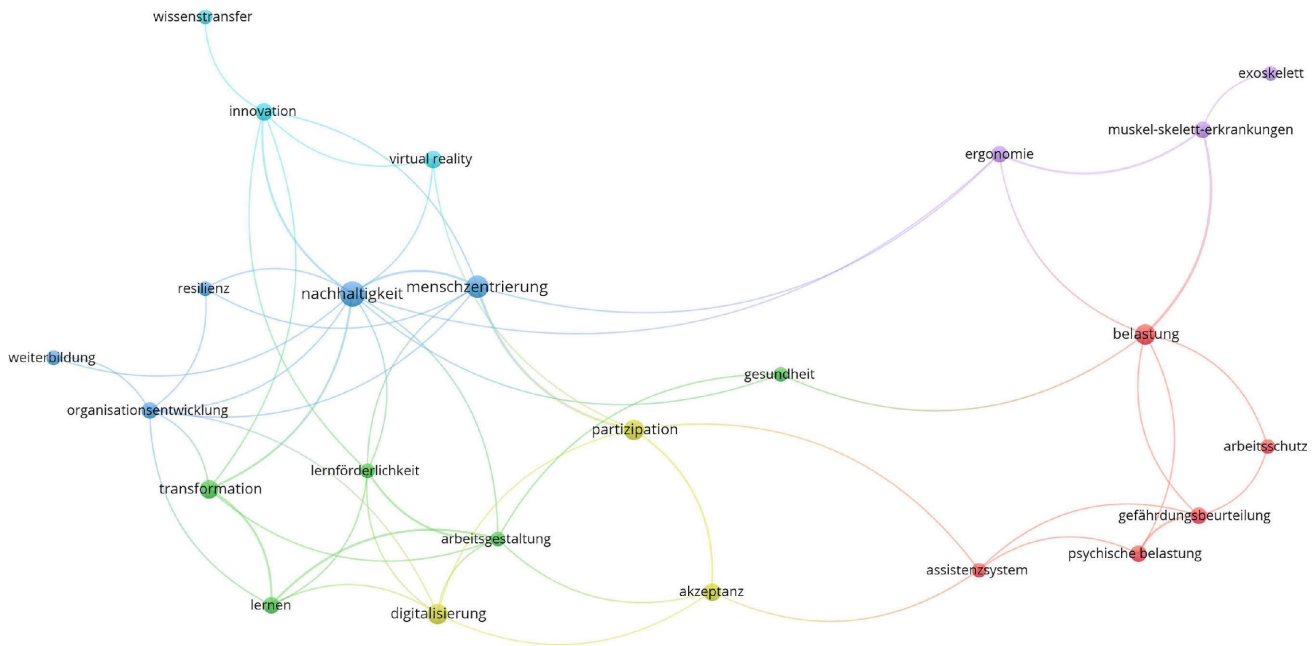 wissenstransfer
exoskelett
innovation
muskel-skelett-erkrankungen
virtual reality
ergonomie
resilienz
nachhaltigkeit
menschzentrierung
belastung
weiterbildung
gesundheit
organisationsentwicklung
partizipation
arbeitsschutz
lernförderlichkeit
transformation
gefährdungsbeurteilung
arbeitsgestaltung
psychische belastung
assistenzsystem
akzeptanz
lernen
digitalisierung